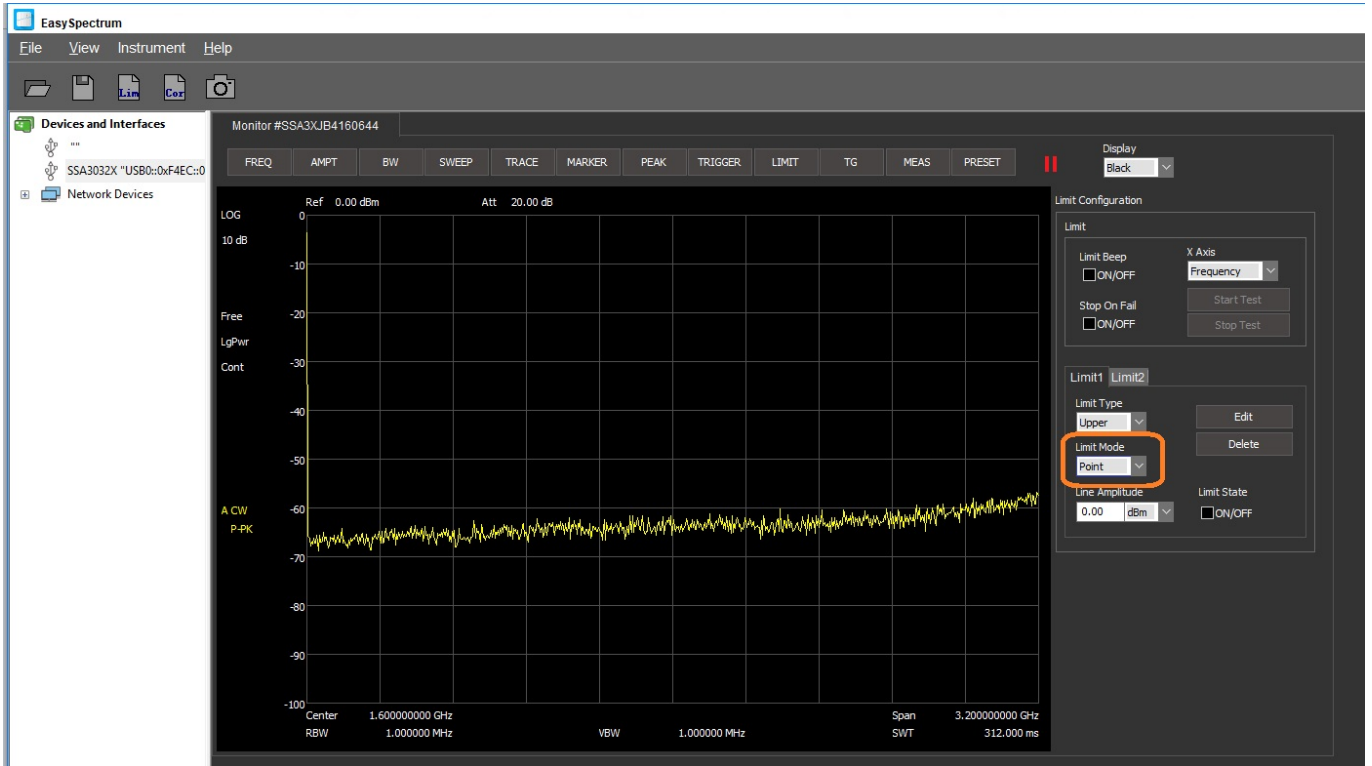 EasySpectrum
File View Instrument Help
Lim Cor
Devices and Interfaces
""
SSA3032X "USB0::0xF4EC::0
Network Devices
Monitor #SSA3XJB4160644
FREQ AMPT BW SWEEP TRACE MARKER PEAK TRIGGER LIMIT TG MEAS PRESET
Display
Black
Ref 0.00 dBm Att 20.00 dB
LOG
10 dB
Free
LgPwr
Cont
A CW
P-PK
0
-10
-20
-30
-40
-50
-60
-70
-80
-90
-100
Center 1.600000000 GHz Span 3.200000000 GHz
RBW 1.000000 MHz VBW 1.000000 MHz SWT 312.000 ms
Limit Configuration
Limit
Limit Beep X Axis
ON/OFF Frequency
Stop On Fail Start Test
ON/OFF Stop Test
Limit1 Limit2
Limit Type
Upper Edit
Limit Mode Delete
Point
Line Amplitude Limit State
0.00 dBm ON/OFF